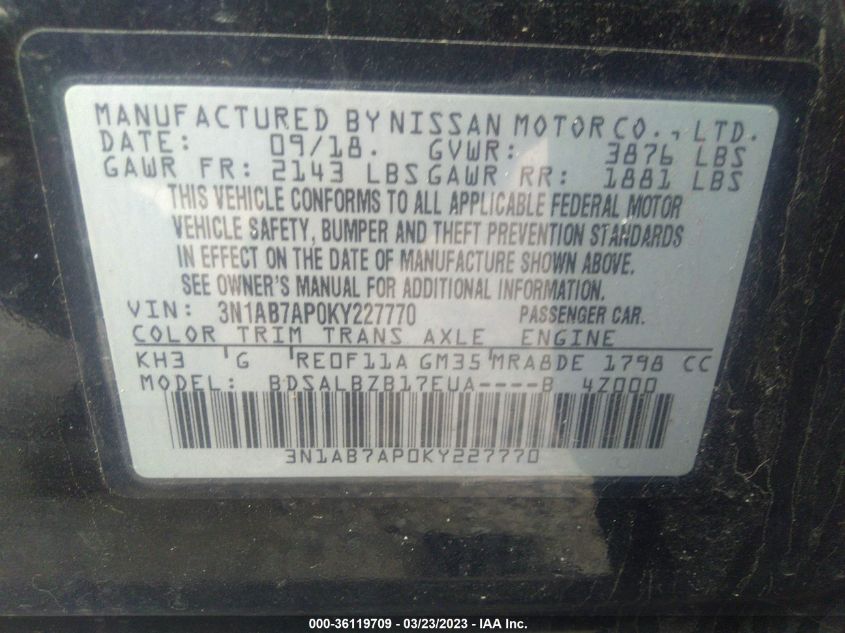 MANUFACTURED BY NISSAN MOTOR CO., LTD.
DATE: 09/18. GVWR: 3876 LBS
GAWR FR: 2143 LBS GAWR RR: 1881 LBS
THIS VEHICLE CONFORMS TO ALL APPLICABLE FEDERAL MOTOR
VEHICLE SAFETY, BUMPER AND THEFT PREVENTION STANDARDS
IN EFFECT ON THE DATE OF MANUFACTURE SHOWN ABOVE.
SEE OWNER'S MANUAL FOR ADDITIONAL INFORMATION.
VIN: 3N1AB7AP0KY227770 PASSENGER CAR.
COLOR TRIM TRANS AXLE ENGINE
KH3 G RE0F11A GM35 MRA8DE 1798 CC
MODEL: BDSALBZB17EUA----B 4Z000
3N1AB7AP0KY227770
000-36119709 - 03/23/2023 - © IAA Inc.